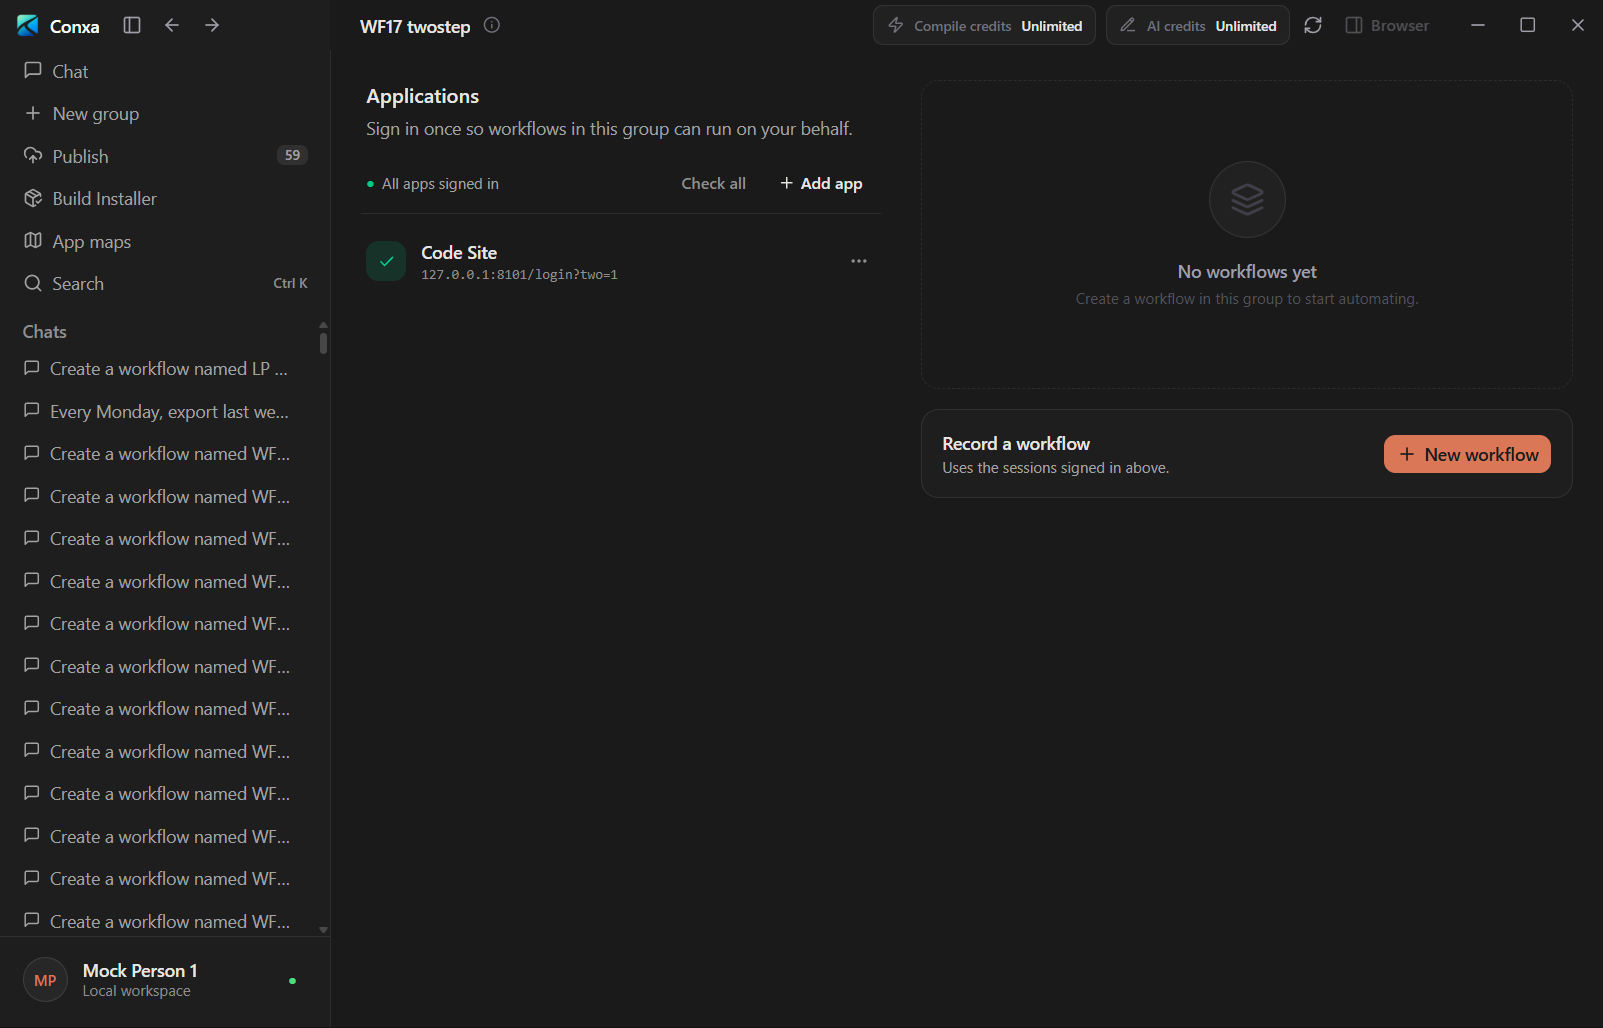 Conxa
WF17 twostep
Compile credits Unlimited
AI credits Unlimited
Browser
Chat
New group
Publish 59
Build Installer
App maps
Search Ctrl K
Chats
Create a workflow named LP ...
Every Monday, export last we...
Create a workflow named WF...
Create a workflow named WF...
Create a workflow named WF...
Create a workflow named WF...
Create a workflow named WF...
Create a workflow named WF...
Create a workflow named WF...
Create a workflow named WF...
Create a workflow named WF...
Create a workflow named WF...
Create a workflow named WF...
Create a workflow named WF...
MP
Mock Person 1
Local workspace
Applications
Sign in once so workflows in this group can run on your behalf.
All apps signed in
Check all
+ Add app
Code Site
127.0.0.1:8101/login?two=1
No workflows yet
Create a workflow in this group to start automating.
Record a workflow
Uses the sessions signed in above.
+ New workflow